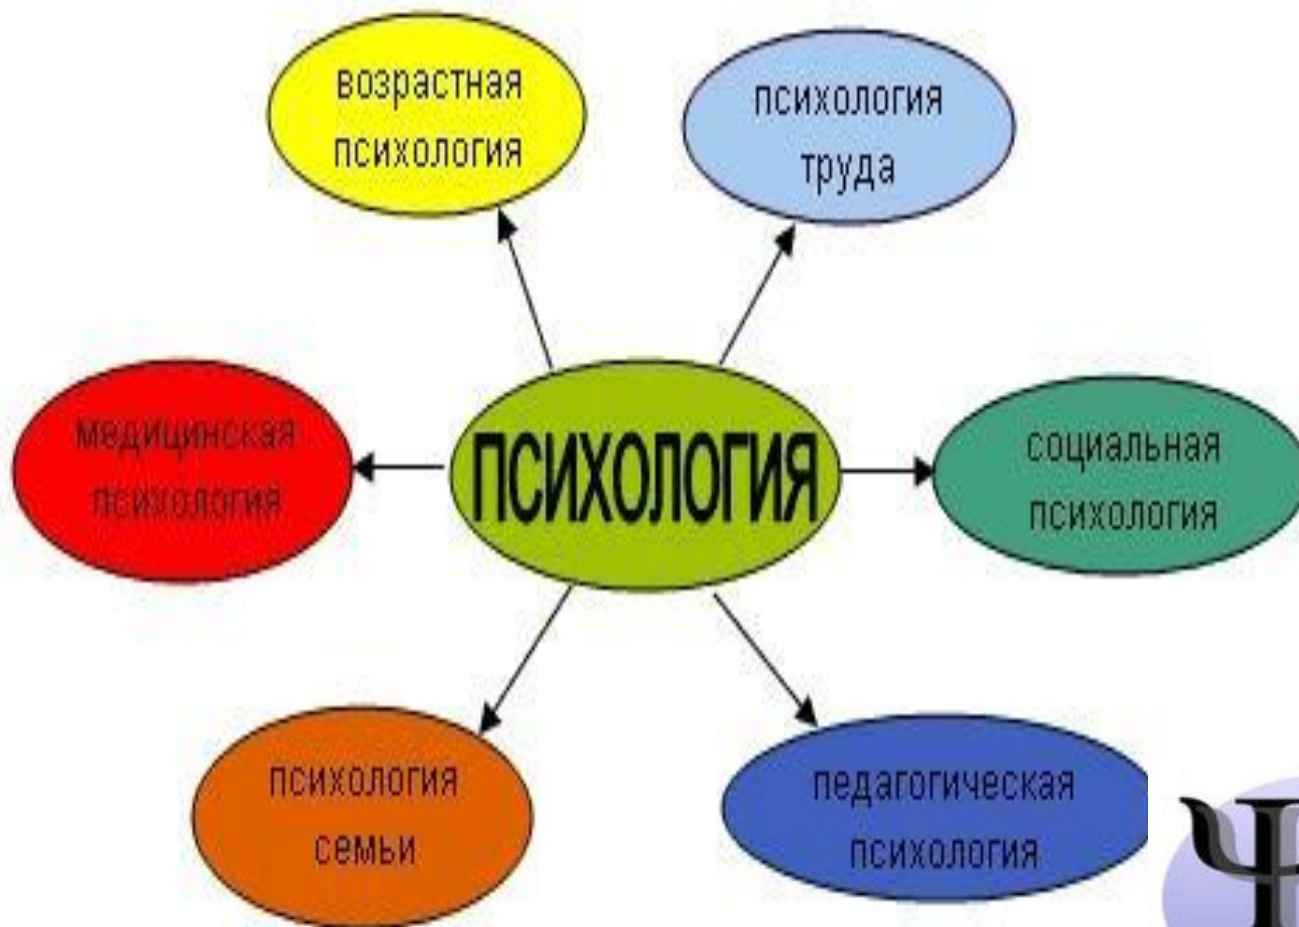 возрастная
психология
психология
труда
медицинская
психология
ПСИХОЛОГИЯ
социальная
психология
психология
семьи
педагогическая
психология
Ψ